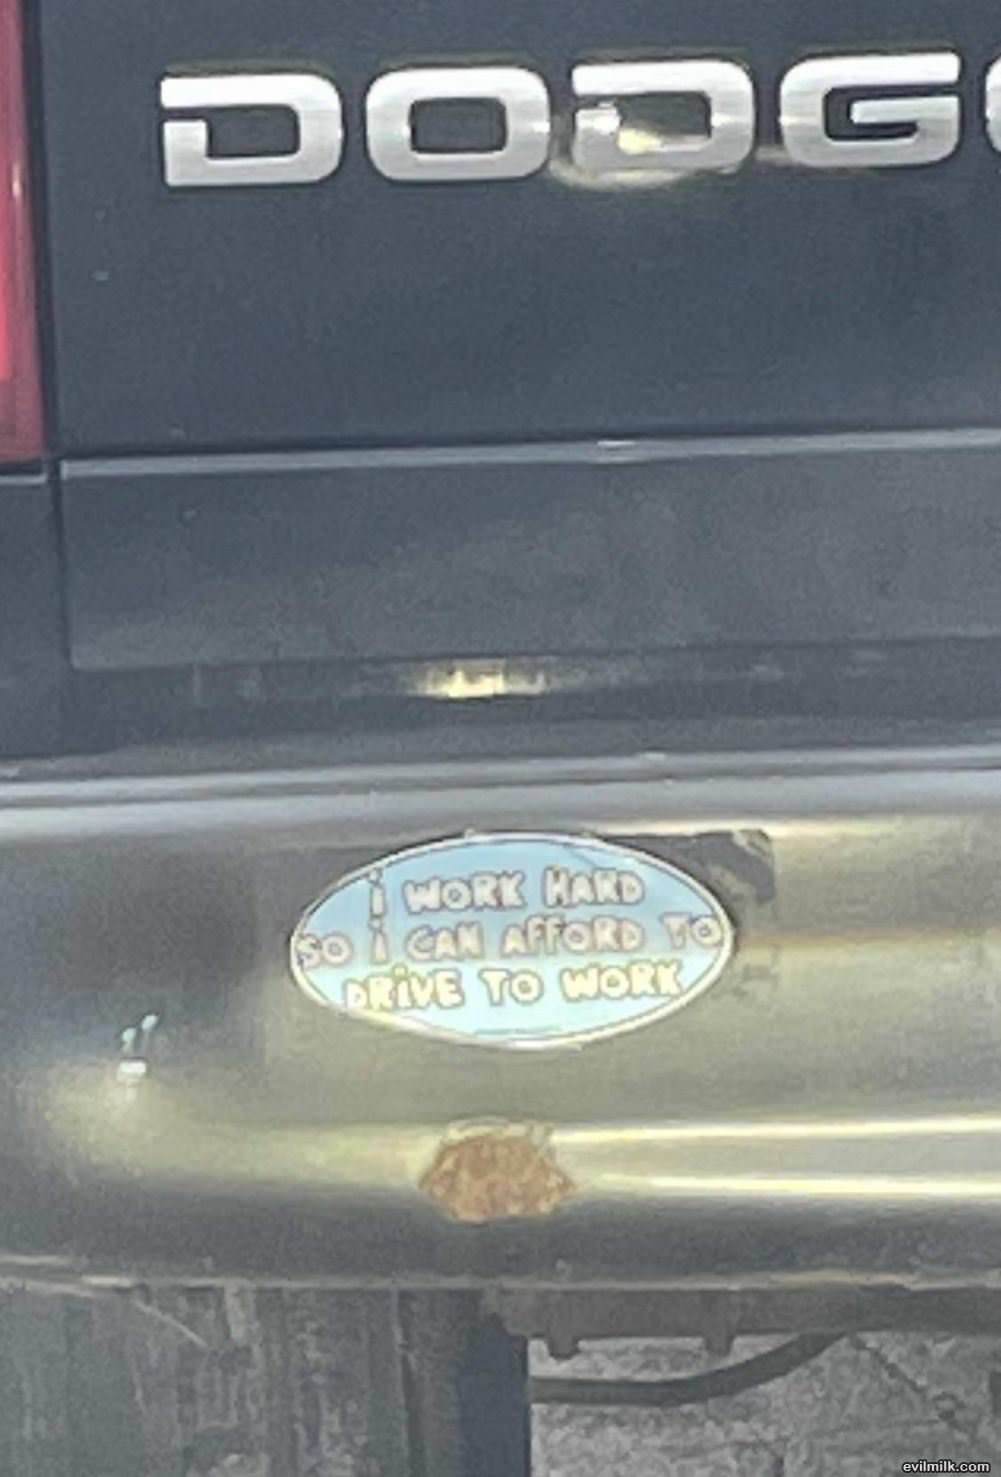 DODG
i WORK HARD
SO i CAN AFFORD TO
DRiVE TO WORK
evilmilk.com